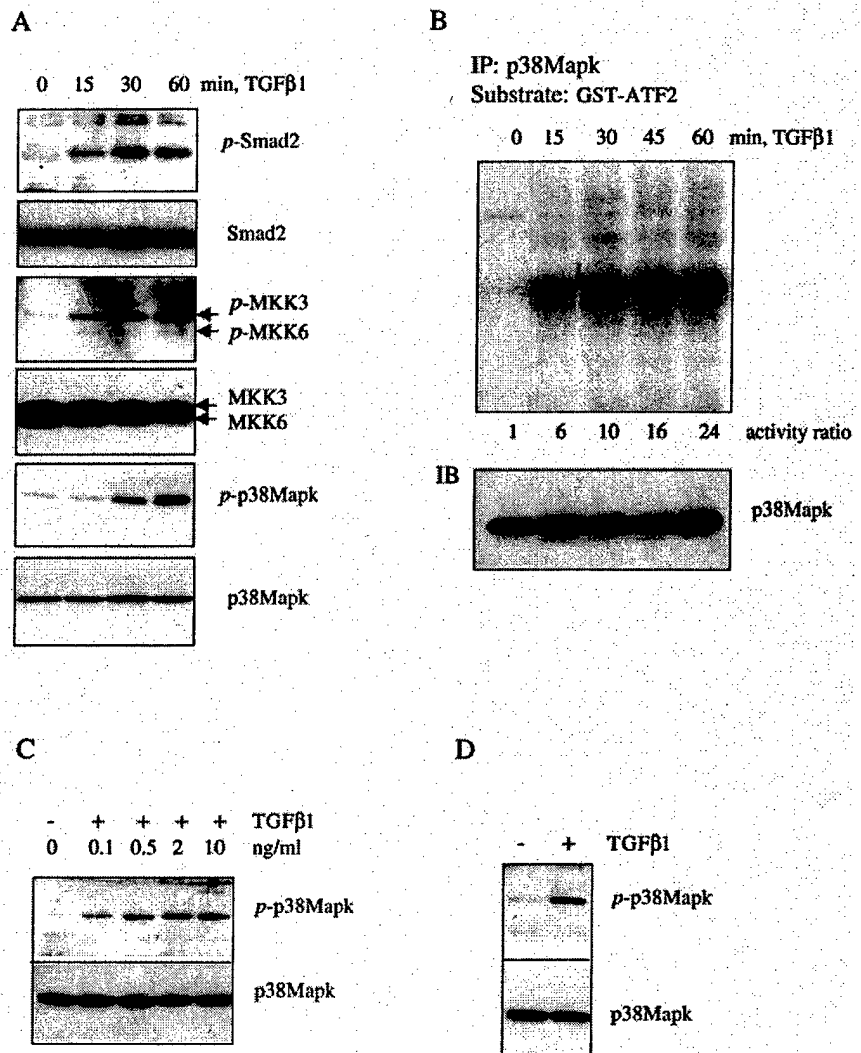 A
0 15 30 60 min, TGFβ1
p-Smad2
Smad2
p-MKK3
p-MKK6
MKK3
MKK6
p-p38Mapk
p38Mapk
B
IP: p38Mapk
Substrate: GST-ATF2
0 15 30 45 60 min, TGFβ1
1 6 10 16 24 activity ratio
IB
p38Mapk
C
- + + + + TGFβ1
0 0.1 0.5 2 10 ng/ml
p-p38Mapk
p38Mapk
D
- + TGFβ1
p-p38Mapk
p38Mapk